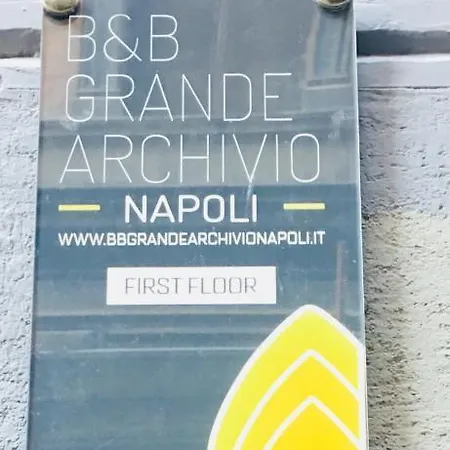 B&B
GRANDE
ARCHIVIO
NAPOLI
WWW.BBGRANDEARCHIVIONAPOLI.IT
FIRST FLOOR